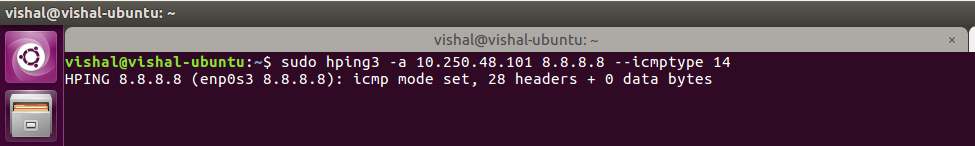 vishal@vishal-ubuntu: ~
vishal@vishal-ubuntu: ~ ×
vishal@vishal-ubuntu:~$ sudo hping3 -a 10.250.48.101 8.8.8.8 --icmptype 14
HPING 8.8.8.8 (enp0s3 8.8.8.8): icmp mode set, 28 headers + 0 data bytes